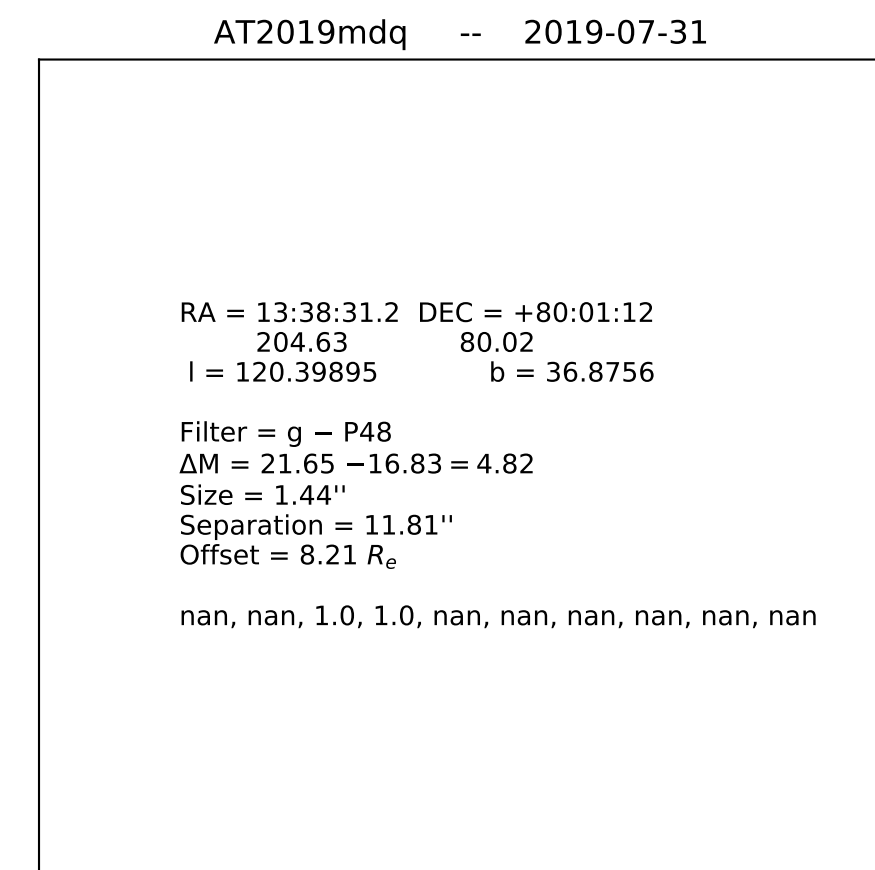 AT2019mdq -- 2019-07-31
RA = 13:38:31.2 DEC = +80:01:12
204.63 80.02
l = 120.39895 b = 36.8756
Filter = g − P48
ΔM = 21.65 −16.83 = 4.82
Size = 1.44''
Separation = 11.81''
Offset = 8.21 Rₑ
nan, nan, 1.0, 1.0, nan, nan, nan, nan, nan, nan